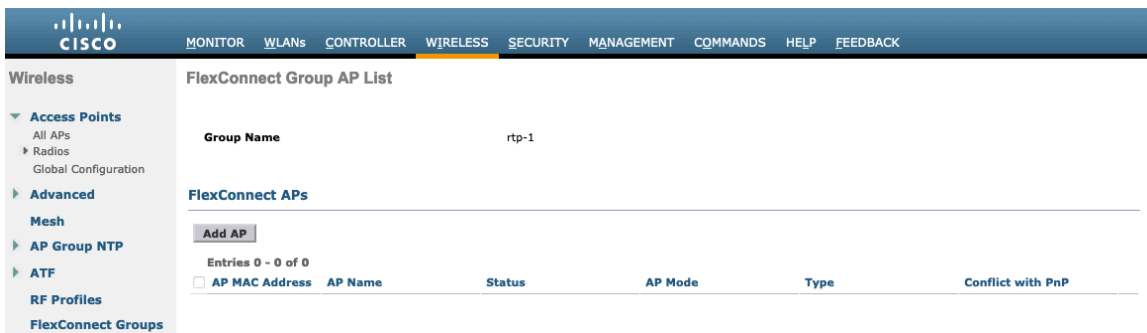 CISCO
MONITOR WLANs CONTROLLER WIRELESS SECURITY MANAGEMENT COMMANDS HELP FEEDBACK
Wireless
Access Points
All APs
Radios
Global Configuration
Advanced
Mesh
AP Group NTP
ATF
RF Profiles
FlexConnect Groups
FlexConnect Group AP List
Group Name rtp-1
FlexConnect APs
Add AP
Entries 0 - 0 of 0
AP MAC Address AP Name Status AP Mode Type Conflict with PnP